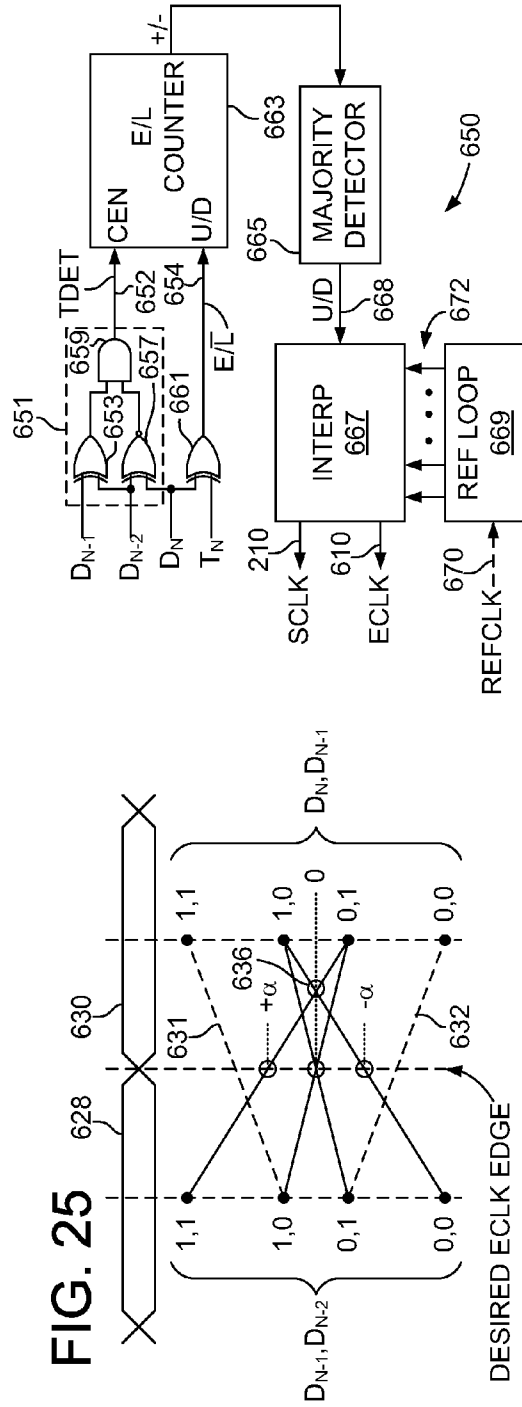 FIG. 25
628
630
1,1
1,0
0,1
0,0
D_N-1, D_N-2
631
632
+α
-α
636
0
1,1
1,0
0,1
0,0
D_N, D_N-1
DESIRED ECLK EDGE
651
D_N-1
D_N-2
D_N
T_N
653
657
659
661
TDET
652
654
E/L̅
CEN
U/D
E/L
COUNTER
663
+/-
MAJORITY
DETECTOR
665
U/D
668
INTERP
667
SCLK
210
ECLK
610
672
REF LOOP
669
REFCLK
670
650